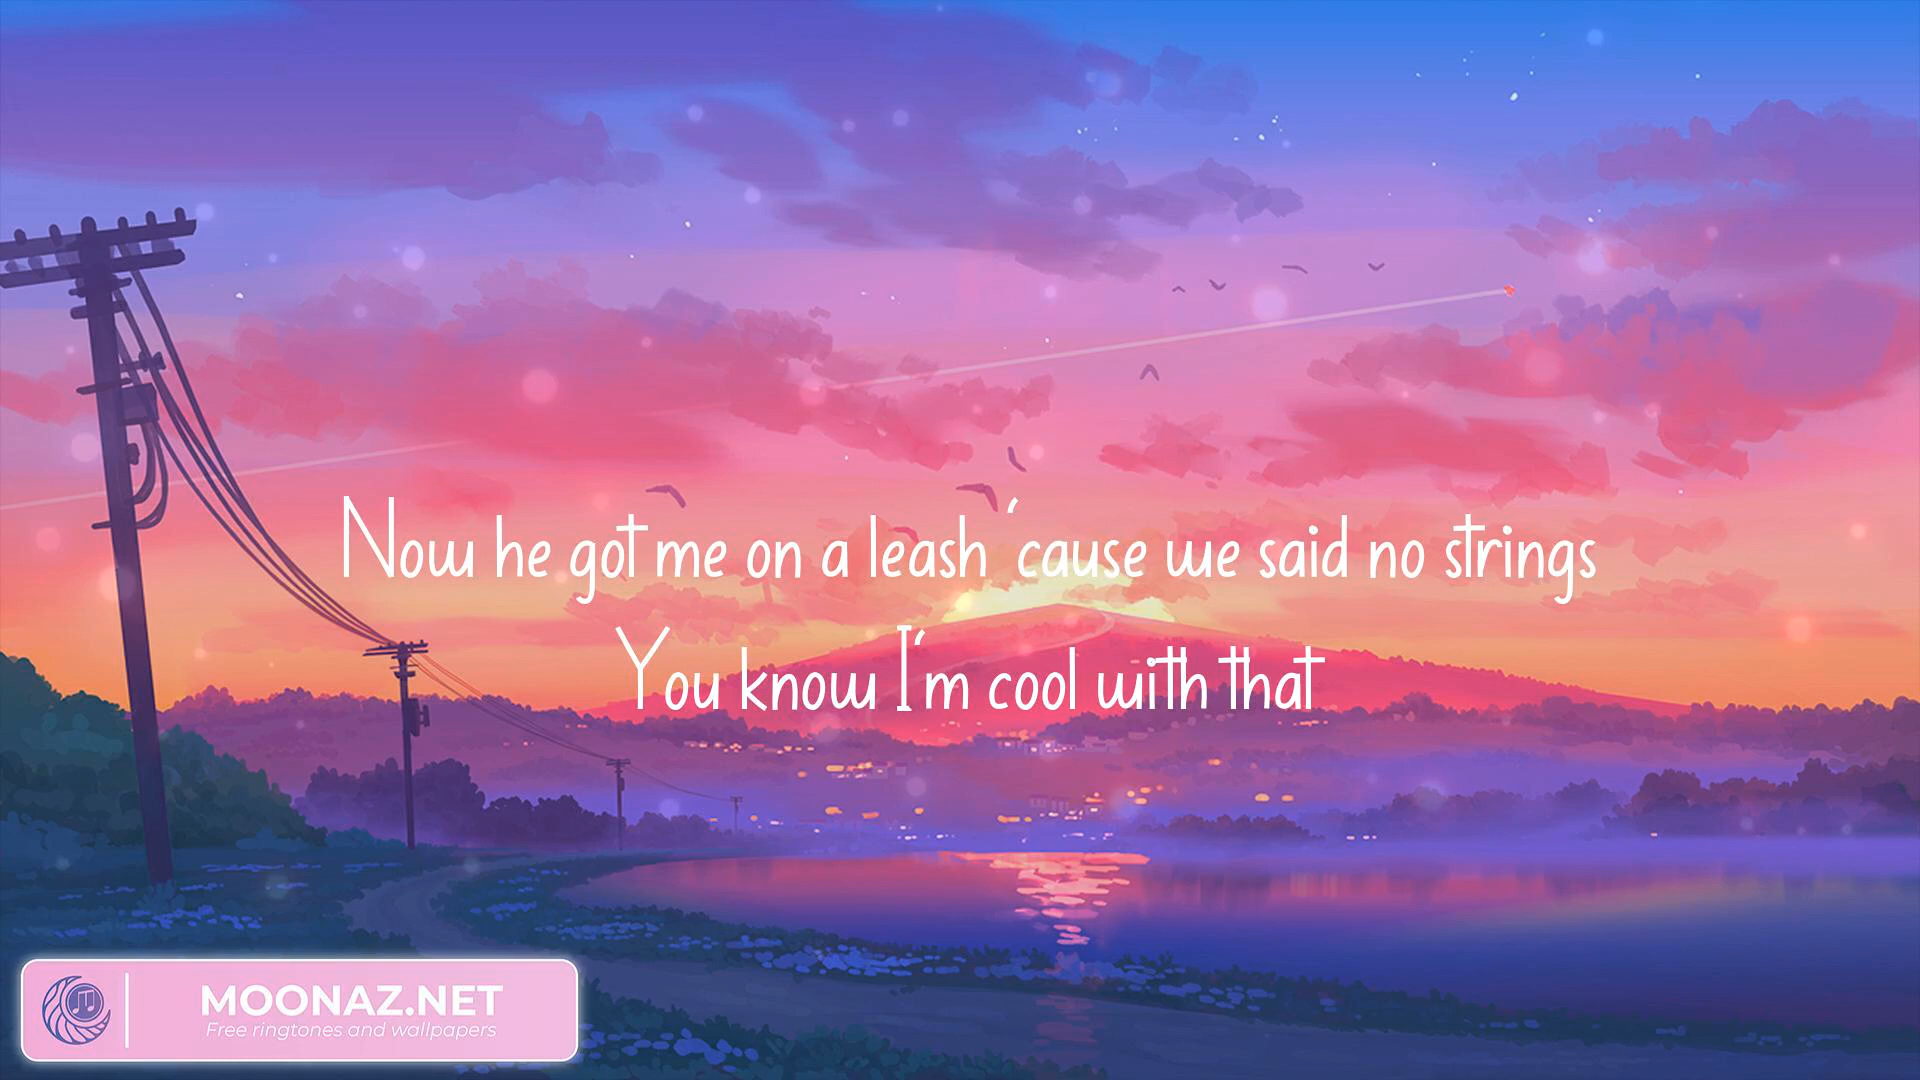 Now he got me on a leash ‘cause we said no strings
You know I‘m cool with that
MOONAZ.NET
Free ringtones and wallpapers